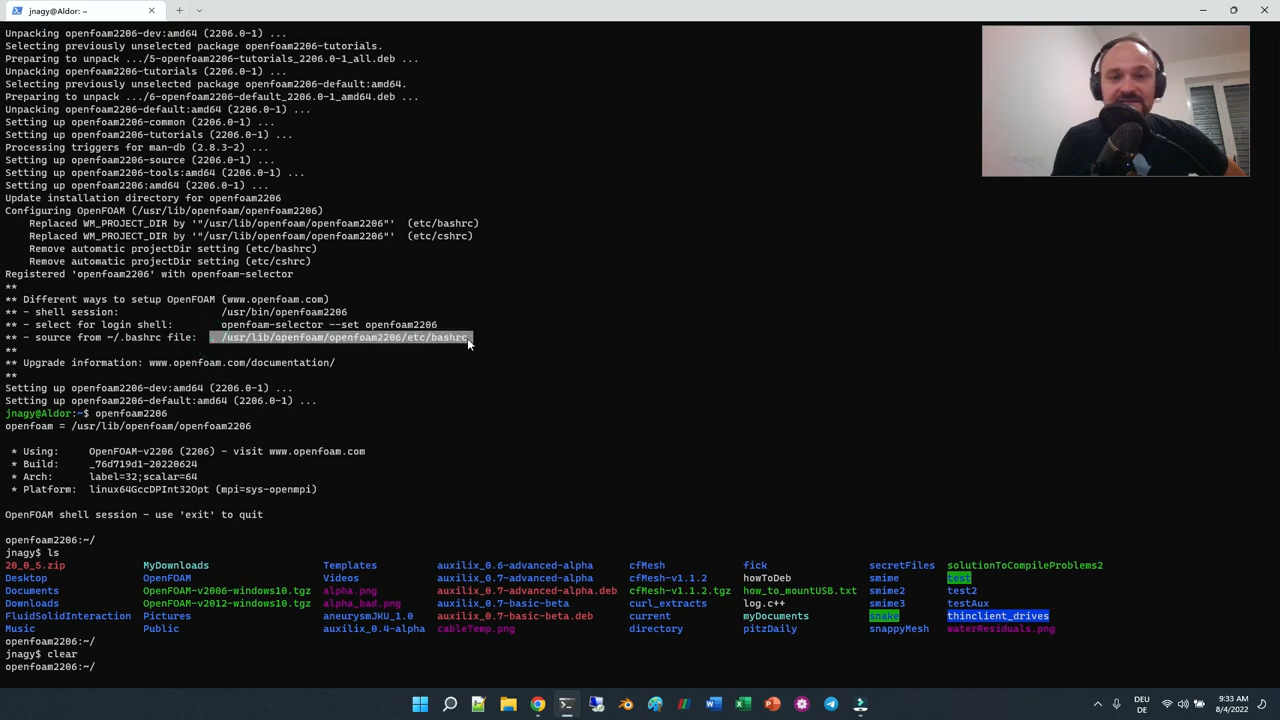 jnagy@Aldor: ~
Unpacking openfoam2206-dev:amd64 (2206.0-1) ...
Selecting previously unselected package openfoam2206-tutorials.
Preparing to unpack .../5-openfoam2206-tutorials_2206.0-1_all.deb ...
Unpacking openfoam2206-tutorials (2206.0-1) ...
Selecting previously unselected package openfoam2206-default:amd64.
Preparing to unpack .../6-openfoam2206-default_2206.0-1_amd64.deb ...
Unpacking openfoam2206-default:amd64 (2206.0-1) ...
Setting up openfoam2206-common (2206.0-1) ...
Setting up openfoam2206-tutorials (2206.0-1) ...
Processing triggers for man-db (2.8.3-2) ...
Setting up openfoam2206-source (2206.0-1) ...
Setting up openfoam2206-tools:amd64 (2206.0-1) ...
Setting up openfoam2206:amd64 (2206.0-1) ...
Update installation directory for openfoam2206
Configuring OpenFOAM (/usr/lib/openfoam/openfoam2206)
    Replaced WM_PROJECT_DIR by '"/usr/lib/openfoam/openfoam2206"'  (etc/bashrc)
    Replaced WM_PROJECT_DIR by '"/usr/lib/openfoam/openfoam2206"'  (etc/cshrc)
    Remove automatic projectDir setting (etc/bashrc)
    Remove automatic projectDir setting (etc/cshrc)
Registered 'openfoam2206' with openfoam-selector
**
** Different ways to setup OpenFOAM (www.openfoam.com)
** - shell session:                 /usr/bin/openfoam2206
** - select for login shell:        openfoam-selector --set openfoam2206
** - source from ~/.bashrc file:  . /usr/lib/openfoam/openfoam2206/etc/bashrc
**
** Upgrade information: www.openfoam.com/documentation/
**
Setting up openfoam2206-dev:amd64 (2206.0-1) ...
Setting up openfoam2206-default:amd64 (2206.0-1) ...
jnagy@Aldor:~$ openfoam2206
openfoam = /usr/lib/openfoam/openfoam2206
 * Using:    OpenFOAM-v2206 (2206) - visit www.openfoam.com
 * Build:    _76d719d1-20220624
 * Arch:     label=32;scalar=64
 * Platform: linux64GccDPInt32Opt (mpi=sys-openmpi)
OpenFOAM shell session - use 'exit' to quit
openfoam2206:~/
jnagy$ ls
20_0_5.zip MyDownloads Templates auxilix_0.6-advanced-alpha cfMesh fick secretFiles solutionToCompileProblems2
Desktop OpenFOAM Videos auxilix_0.7-advanced-alpha cfMesh-v1.1.2 howToDeb smime test
Documents OpenFOAM-v2006-windows10.tgz alpha.png auxilix_0.7-advanced-alpha.deb cfMesh-v1.1.2.tgz how_to_mountUSB.txt smime2 test2
Downloads OpenFOAM-v2012-windows10.tgz alpha_bad.png auxilix_0.7-basic-beta curl_extracts log.c++ smime3 testAux
FluidSolidInteraction Pictures aneurysmJKU_1.0 auxilix_0.7-basic-beta.deb current myDocuments snake thinclient_drives
Music Public auxilix_0.4-alpha cableTemp.png directory pitzDaily snappyMesh waterResiduals.png
openfoam2206:~/
jnagy$ clear
openfoam2206:~/
DEU
DE
9:33 AM
8/4/2022